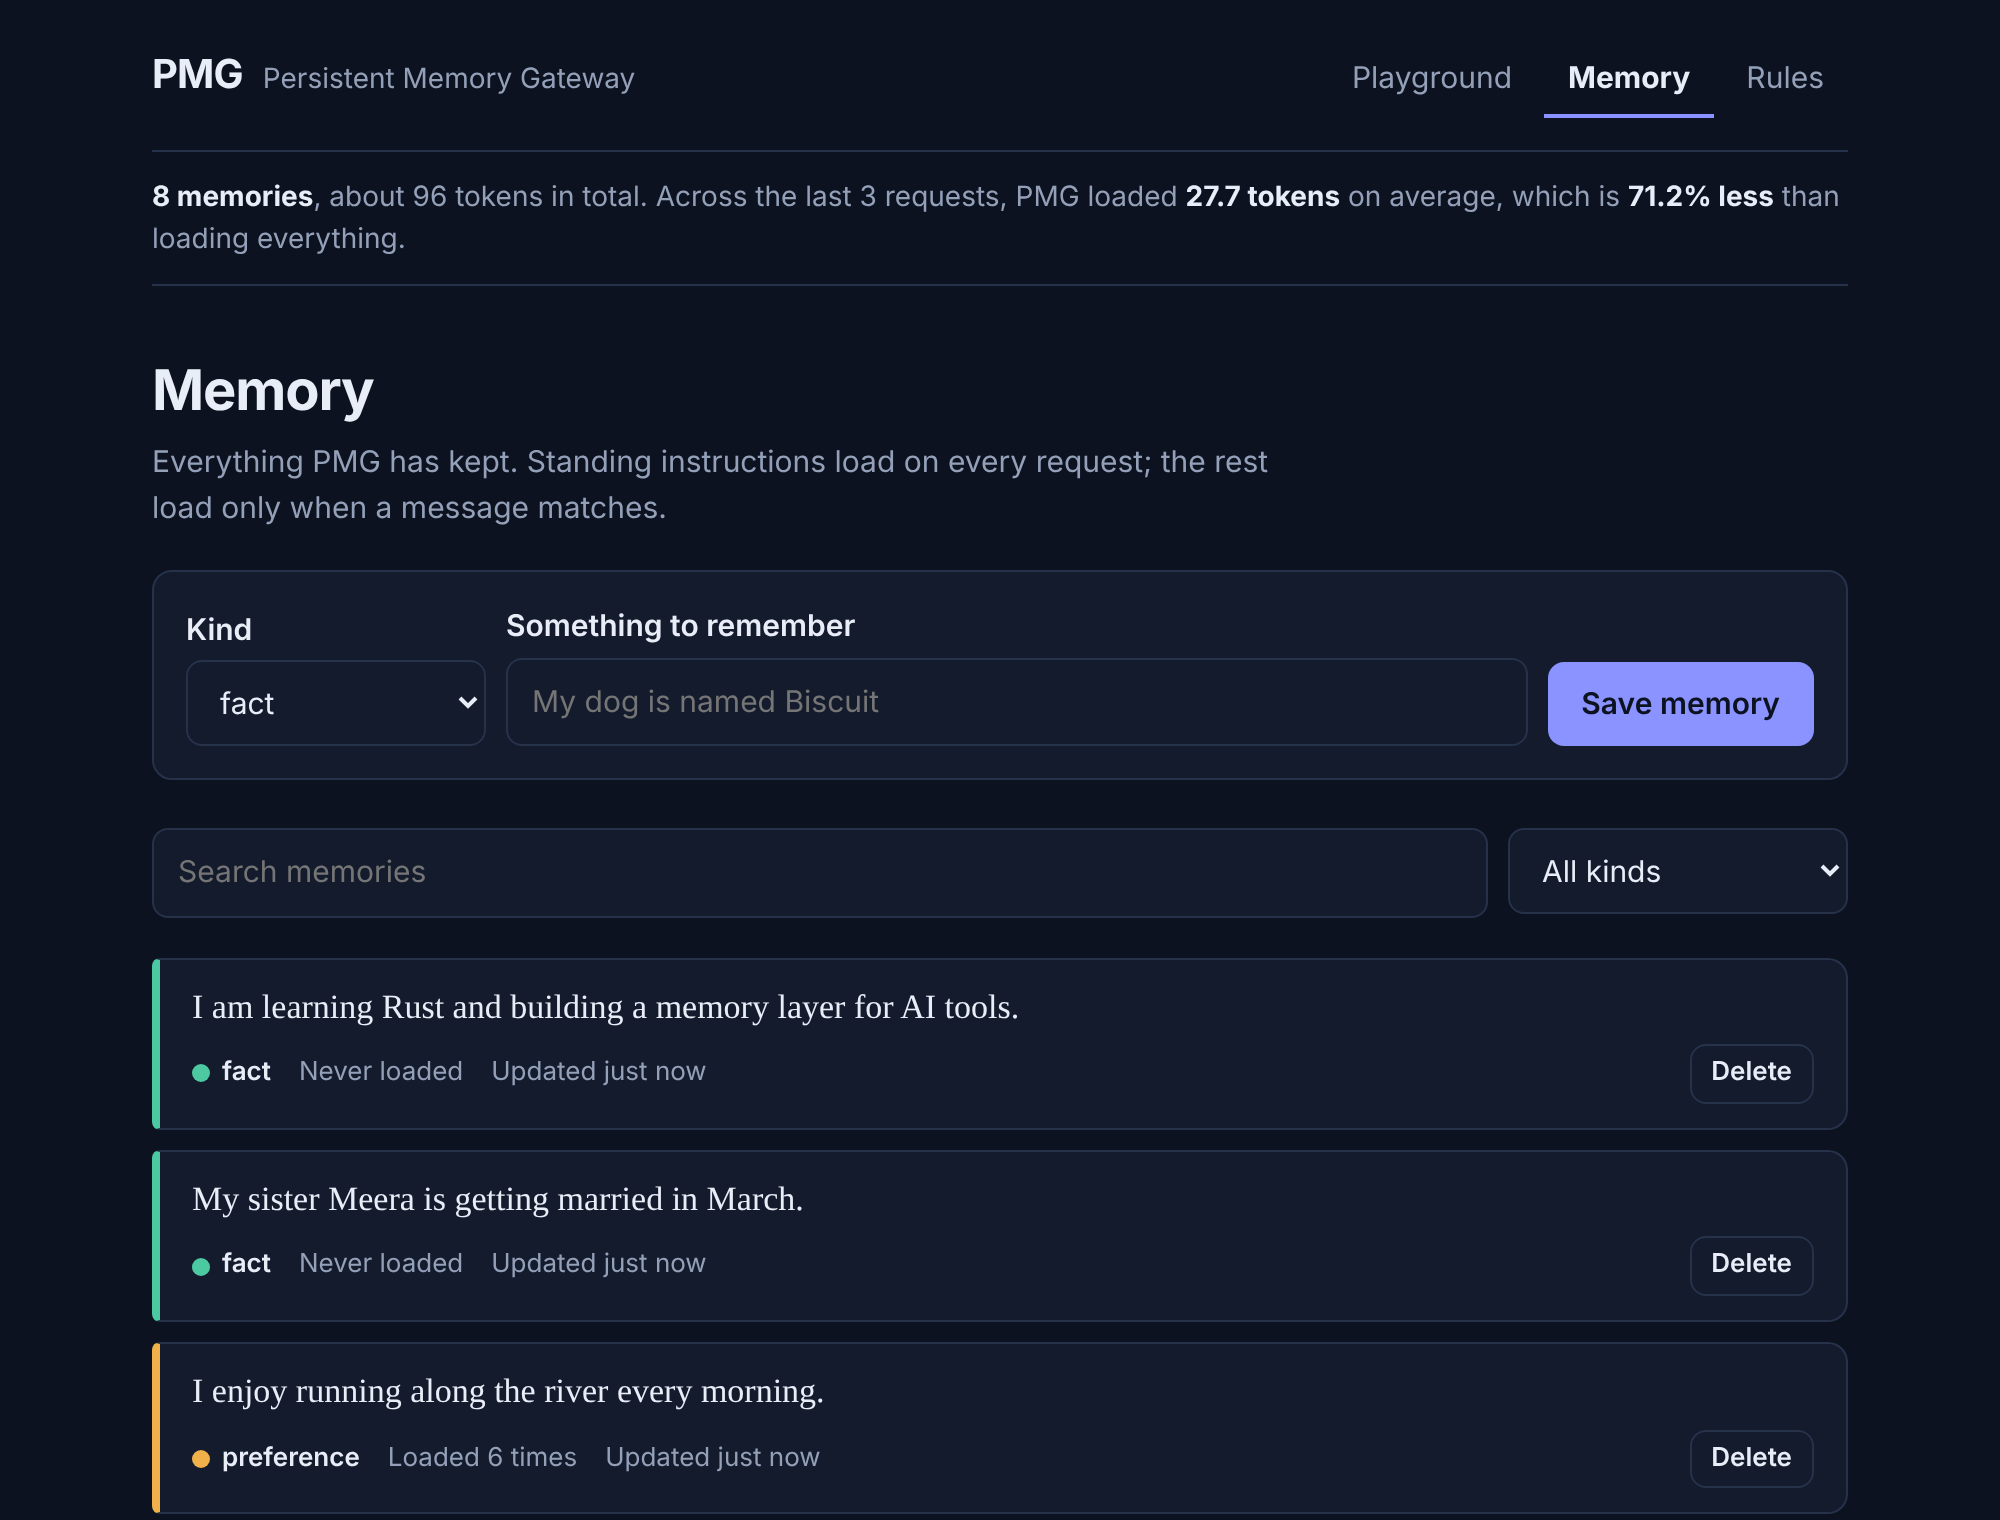 PMG Persistent Memory Gateway
Playground Memory Rules
8 memories, about 96 tokens in total. Across the last 3 requests, PMG loaded 27.7 tokens on average, which is 71.2% less than
loading everything.
Memory
Everything PMG has kept. Standing instructions load on every request; the rest
load only when a message matches.
Kind
Something to remember
fact
My dog is named Biscuit
Save memory
Search memories
All kinds
I am learning Rust and building a memory layer for AI tools.
fact Never loaded Updated just now
Delete
My sister Meera is getting married in March.
fact Never loaded Updated just now
Delete
I enjoy running along the river every morning.
preference Loaded 6 times Updated just now
Delete